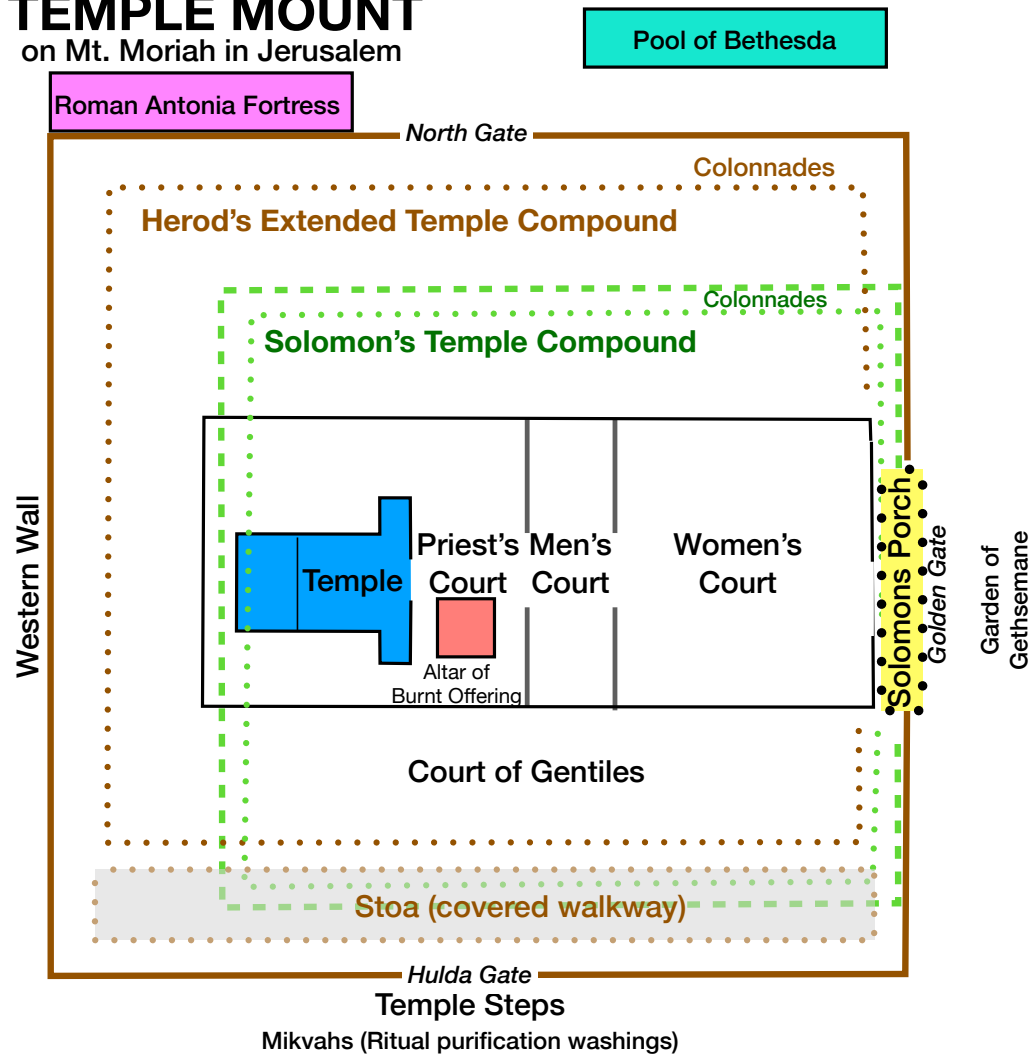 TEMPLE MOUNT
on Mt. Moriah in Jerusalem
Pool of Bethesda
Roman Antonia Fortress
North Gate
Colonnades
Herod's Extended Temple Compound
Colonnades
Solomon's Temple Compound
Western Wall
Temple
Priest's
Court
Men's
Court
Women's
Court
Altar of
Burnt Offering
Solomons Porch
Golden Gate
Garden of
Gethsemane
Court of Gentiles
Stoa (covered walkway)
Hulda Gate
Temple Steps
Mikvahs (Ritual purification washings)